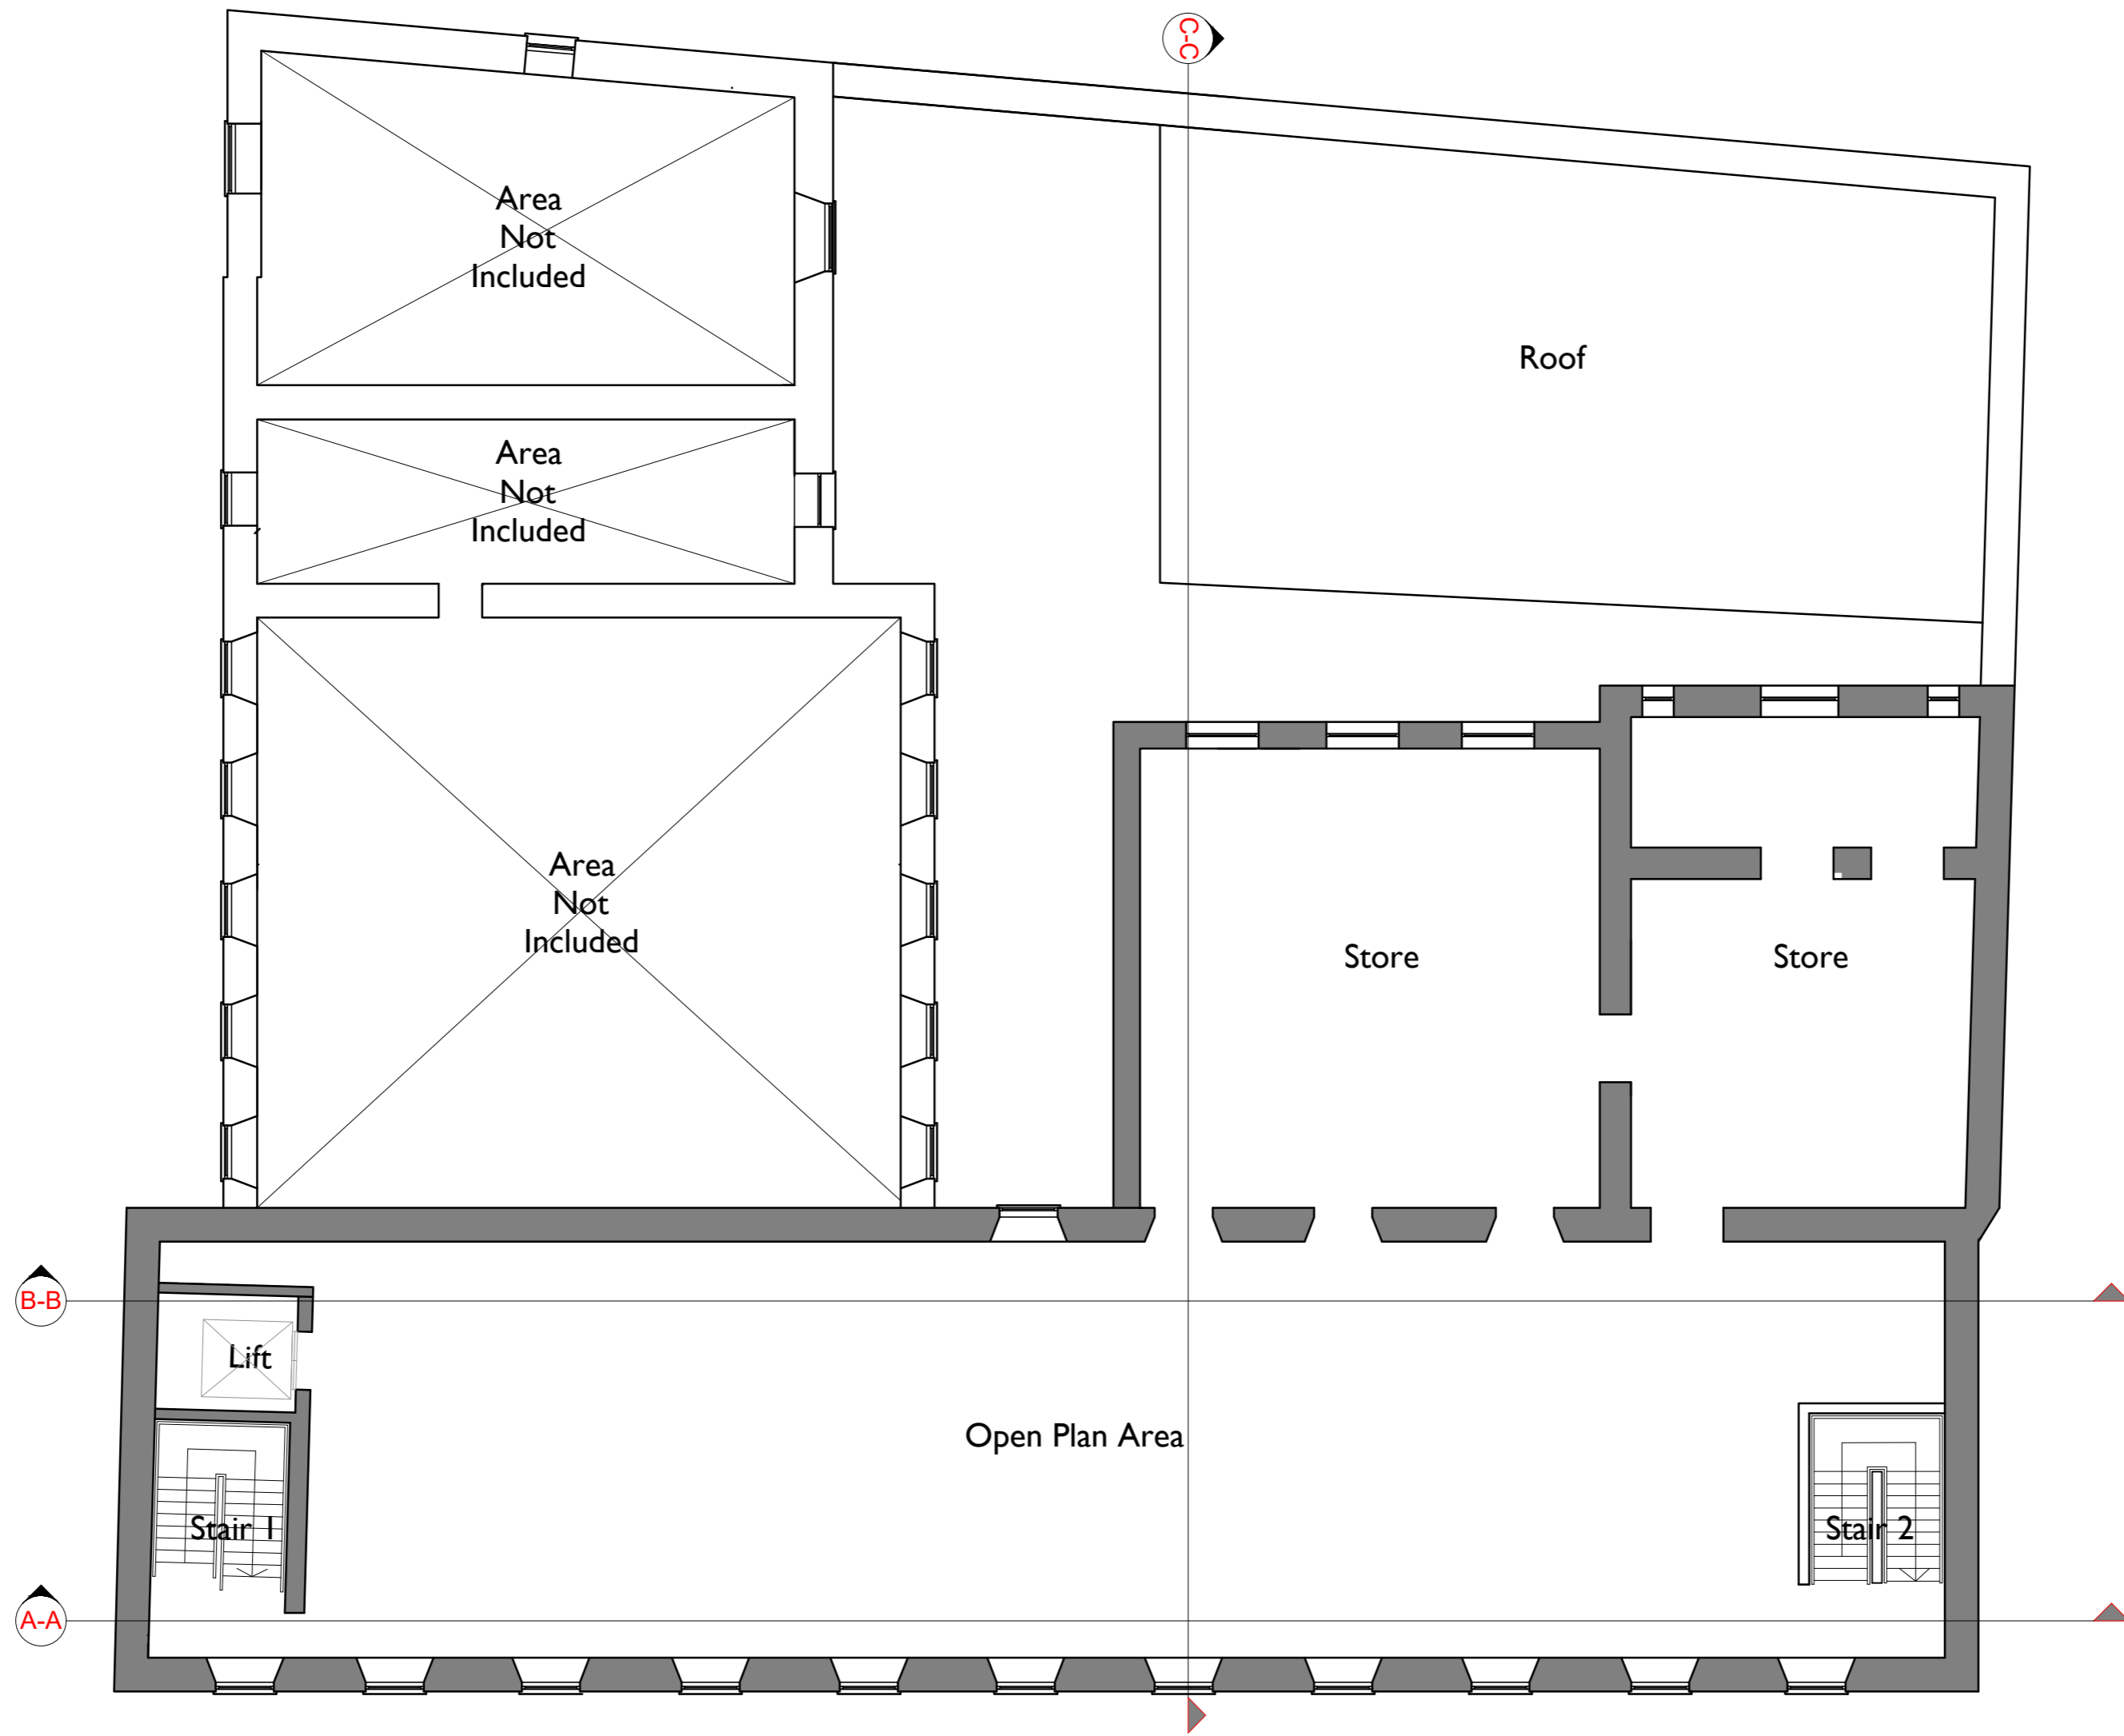 C-C
Area
Not
Included
Roof
Area
Not
Included
Area
Not
Included
Store
Store
B-B
Lift
Open Plan Area
Stair 1
Stair 2
A-A